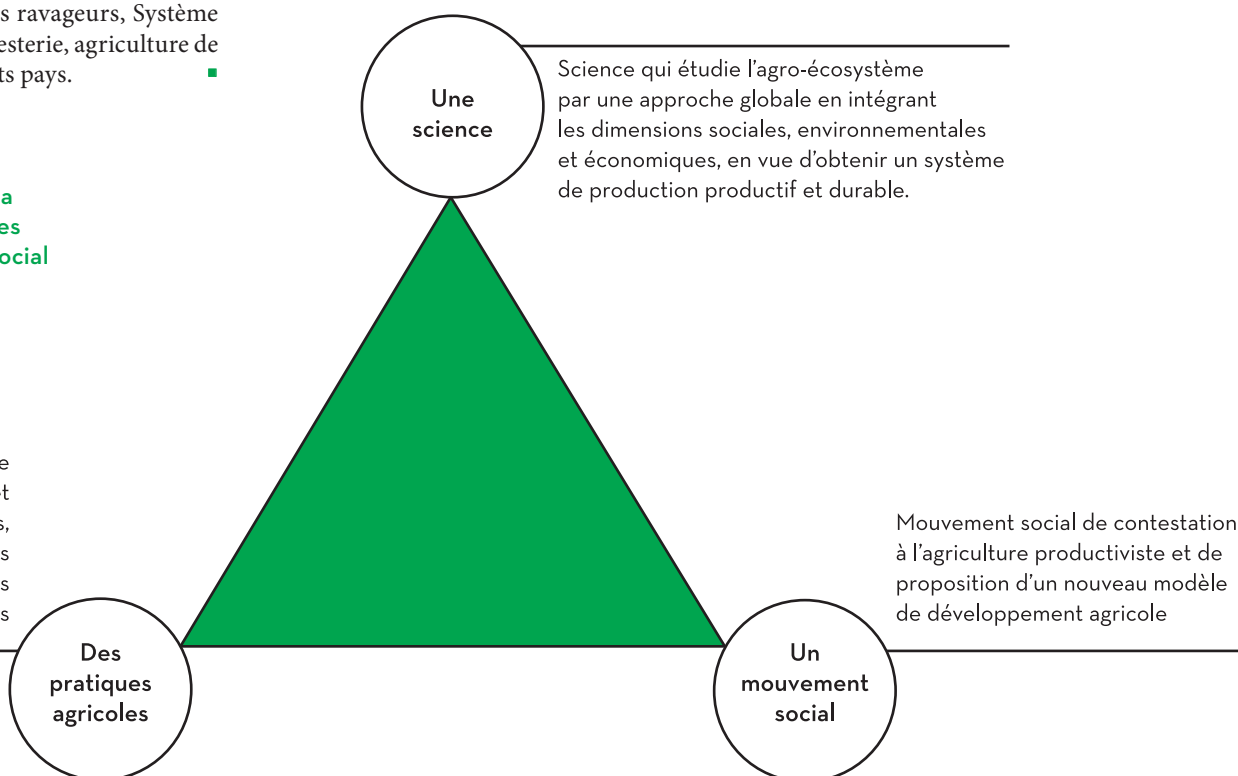 s ravageurs, Système
esterie, agriculture de
ts pays.
a
es
ocial
Une
science
Science qui étudie l'agro-écosystème
par une approche globale en intégrant
les dimensions sociales, environnementales
et économiques, en vue d'obtenir un système
de production productif et durable.
e
et
s,
s
s
s
Des
pratiques
agricoles
Mouvement social de contestation
à l'agriculture productiviste et de
proposition d'un nouveau modèle
de développement agricole
Un
mouvement
social